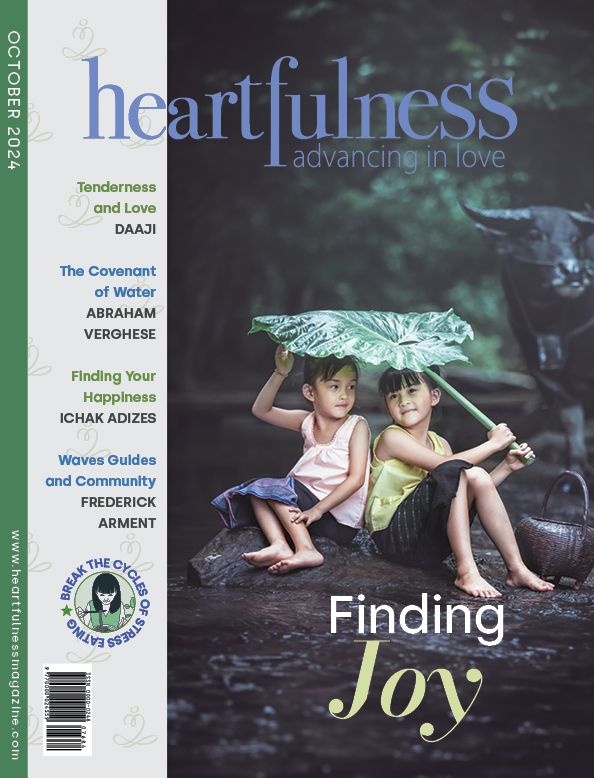 OCTOBER 2024
heartfulness
advancing in love
Tenderness
and Love
DAAJI
The Covenant
of Water
ABRAHAM
VERGHESE
Finding Your
Happiness
ICHAK ADIZES
Waves Guides
and Community
FREDERICK
ARMENT
BREAK THE CYCLES OF STRESS EATING
www.heartfulnessmagazine.com
Finding
Joy